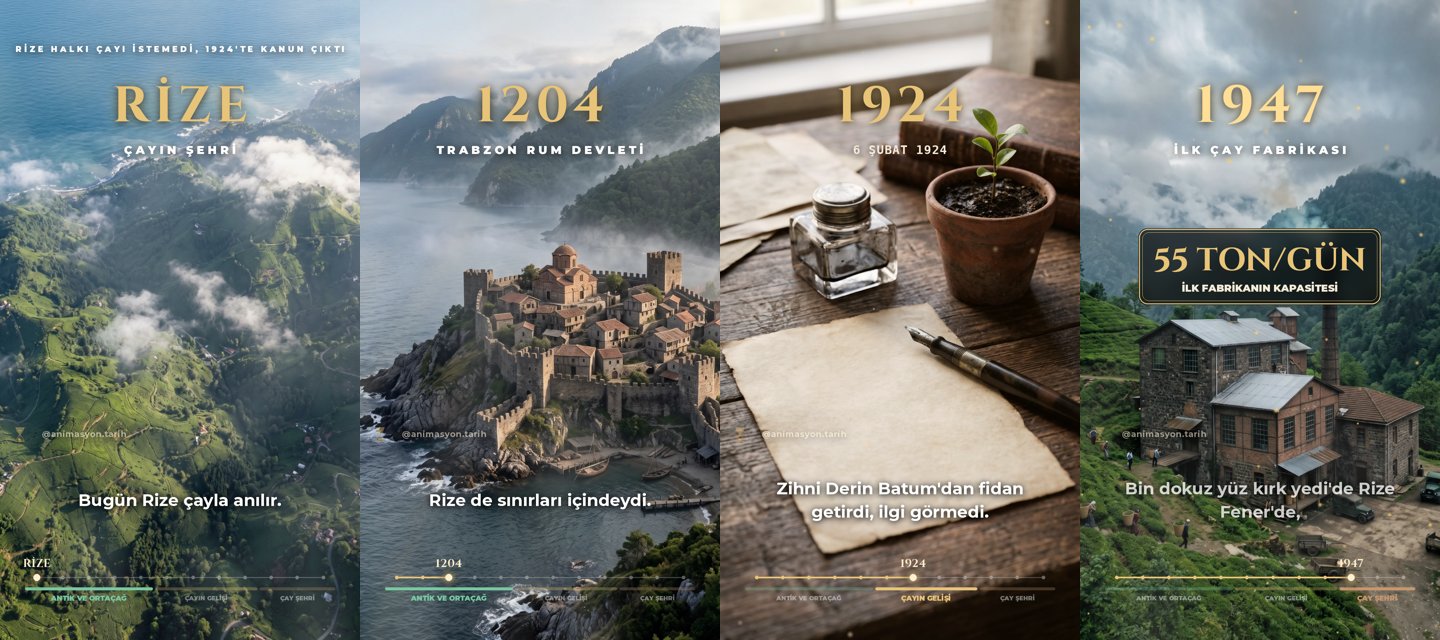 RİZE HALKI ÇAYI İSTEMEDİ, 1924'TE KANUN ÇIKTI
RİZE
ÇAYIN ŞEHRİ
@animasyon.tarih
Bugün Rize çayla anılır.
RİZE
ANTİK VE ORTAÇAĞ
ÇAYIN GELİŞİ
ÇAY ŞEHRİ
1204
TRABZON RUM DEVLETİ
@animasyon.tarih
Rize de sınırları içindeydi.
1204
ANTİK VE ORTAÇAĞ
ÇAYIN GELİŞİ
ÇAY ŞEHRİ
1924
6 ŞUBAT 1924
@animasyon.tarih
Zihni Derin Batum'dan fidan
getirdi, ilgi görmedi.
1924
ANTİK VE ORTAÇAĞ
ÇAYIN GELİŞİ
ÇAY ŞEHRİ
1947
İLK ÇAY FABRİKASI
55 TON/GÜN
İLK FABRİKANIN KAPASİTESİ
@animasyon.tarih
Bin dokuz yüz kırk yedi'de Rize
Fener'de,
1947
ANTİK VE ORTAÇAĞ
ÇAYIN GELİŞİ
ÇAY ŞEHRİ